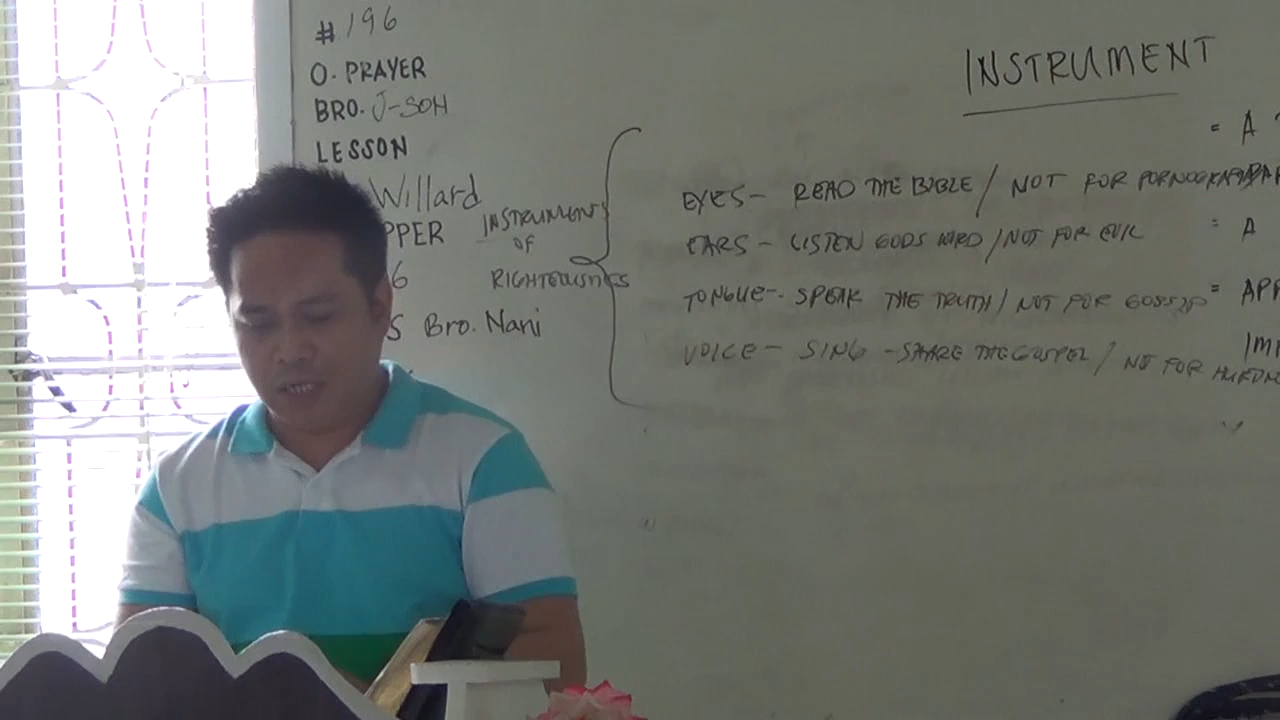 #196
O. PRAYER
BRO. J-SOH
LESSON
Willard
PPER
6
S Bro. Nani
INSTRUMENTS
OF
RIGHTEOUSNESS
INSTRUMENT
= A
EYES - READ THE BIBLE / NOT FOR
EARS - LISTEN GODS WORD / NOT FOR EVIL = A
TONGUE - SPEAK THE TRUTH / NOT FOR GOSSIP = APP
VOICE - SING - SHARE THE GOSPEL / NOT FOR
IMP